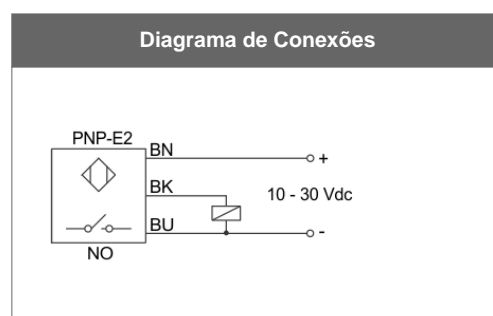 Diagrama de Conexões
PNP-E2
BN
+
BK
10 - 30 Vdc
BU
-
NO